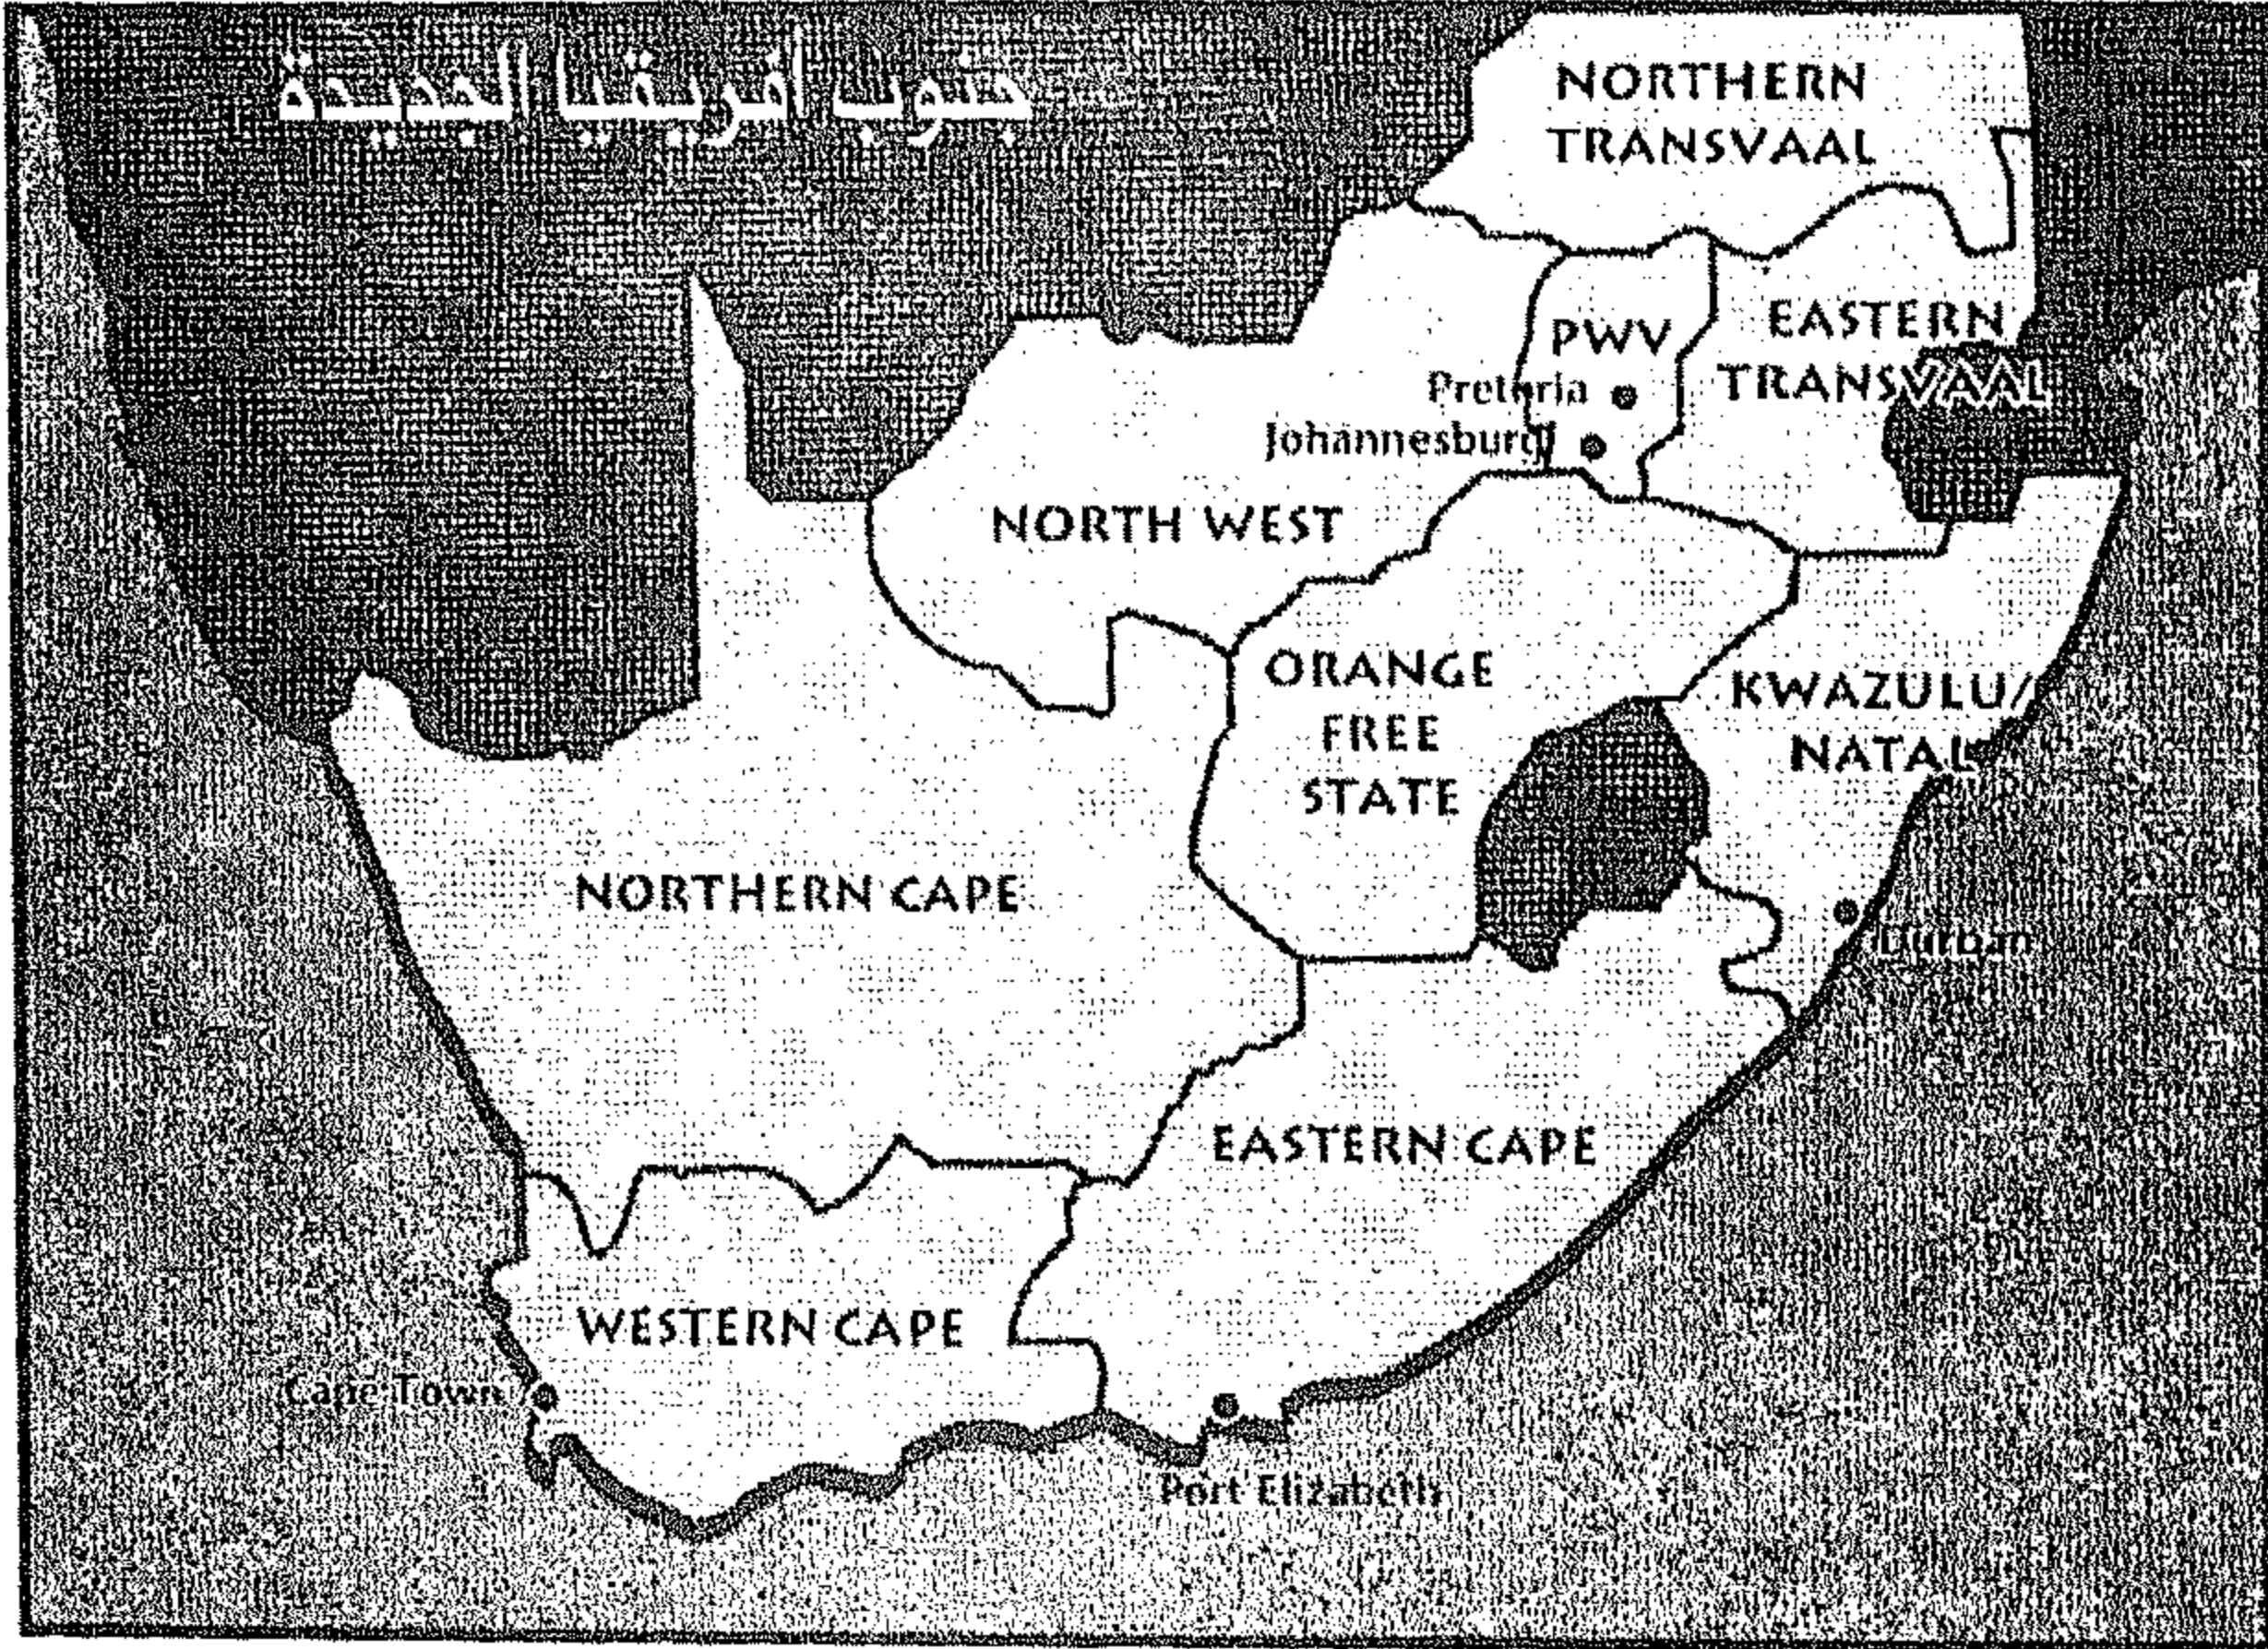 جنوب أفريقيا الجديدة
NORTHERN
TRANSVAAL
PWV
EASTERN
TRANSVAAL
Pretoria
Johannesburg
NORTH WEST
ORANGE
FREE
STATE
KWAZULU/
NATAL
NORTHERN CAPE
Durban
EASTERN CAPE
WESTERN CAPE
Cape Town
Port Elizabeth